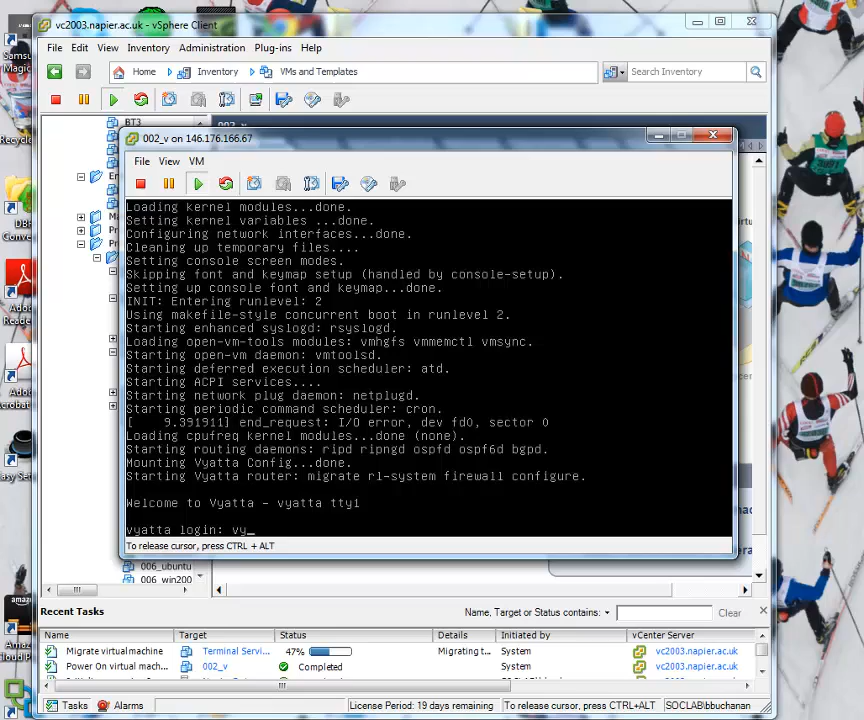 vc2003.napier.ac.uk - vSphere Client
File Edit View Inventory Administration Plug-ins Help
Home Inventory VMs and Templates Search Inventory
BT3
002_v on 146.176.166.67
File View VM
Loading kernel modules...done.
Setting kernel variables ...done.
Configuring network interfaces...done.
Cleaning up temporary files....
Setting console screen modes.
Skipping font and keymap setup (handled by console-setup).
Setting up console font and keymap...done.
INIT: Entering runlevel: 2
Using makefile-style concurrent boot in runlevel 2.
Starting enhanced syslogd: rsyslogd.
Loading open-vm-tools modules: vmhgfs vmmemctl vmsync.
Starting open-vm daemon: vmtoolsd.
Starting deferred execution scheduler: atd.
Starting ACPI services....
Starting network plug daemon: netplugd.
Starting periodic command scheduler: cron.
[    9.391911] end_request: I/O error, dev fd0, sector 0
Loading cpufreq kernel modules...done (none).
Starting routing daemons: ripd ripngd ospfd ospf6d bgpd.
Mounting Vyatta Config...done.
Starting Vyatta router: migrate rl-system firewall configure.
Welcome to Vyatta - vyatta tty1
vyatta login: vy_
To release cursor, press CTRL + ALT
006_ubuntu
006_win200
Recent Tasks
Name, Target or Status contains: Clear
Name Target Status Details Initiated by vCenter Server
Migrate virtual machine Terminal Servi... 47% Migrating t... System vc2003.napier.ac.uk
Power On virtual mach... 002_v Completed System vc2003.napier.ac.uk
Tasks Alarms License Period: 19 days remaining To release cursor, press CTRL+ALT SOCLAB\bbuchanan